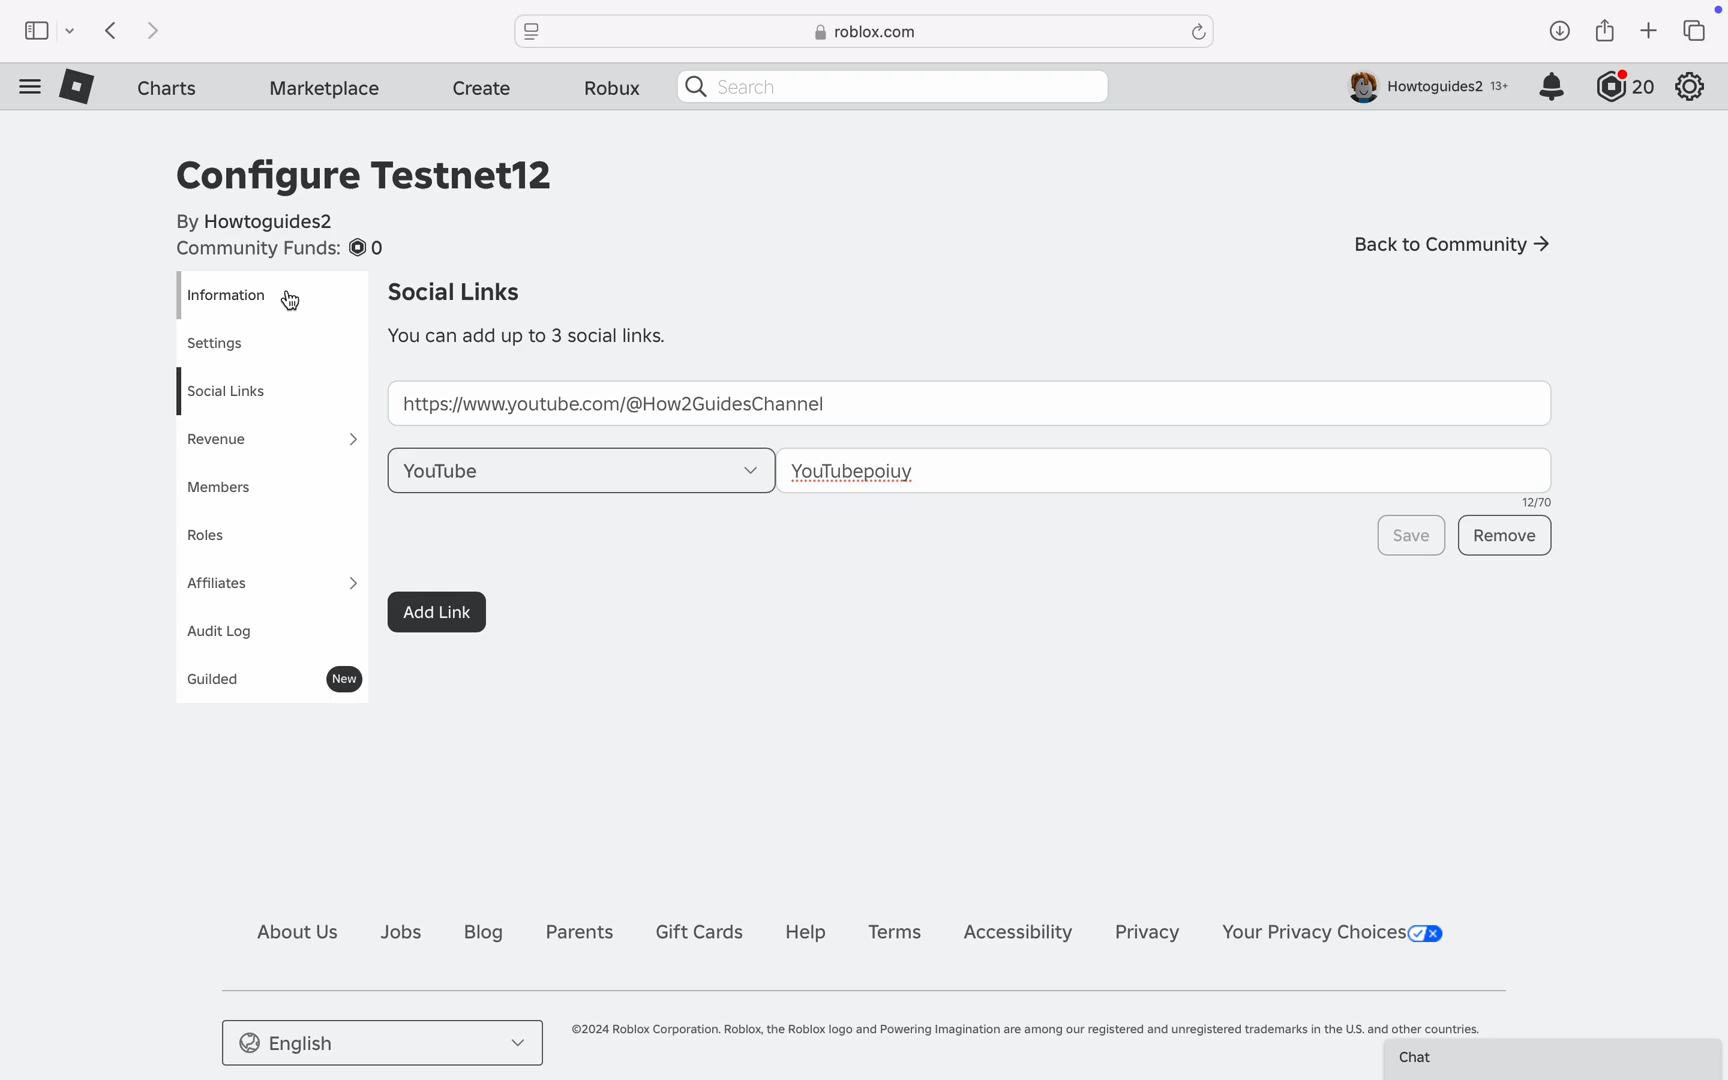 roblox.com
Charts Marketplace Create Robux Search Howtoguides2 13+ 20
Configure Testnet12
By Howtoguides2
Community Funds: 0
Back to Community →
Information
Settings
Social Links
Revenue
Members
Roles
Affiliates
Audit Log
Guilded New
Social Links
You can add up to 3 social links.
https://www.youtube.com/@How2GuidesChannel
YouTube YouTubepoiuy
12/70
Save Remove
Add Link
About Us Jobs Blog Parents Gift Cards Help Terms Accessibility Privacy Your Privacy Choices
English
©2024 Roblox Corporation. Roblox, the Roblox logo and Powering Imagination are among our registered and unregistered trademarks in the U.S. and other countries.
Chat